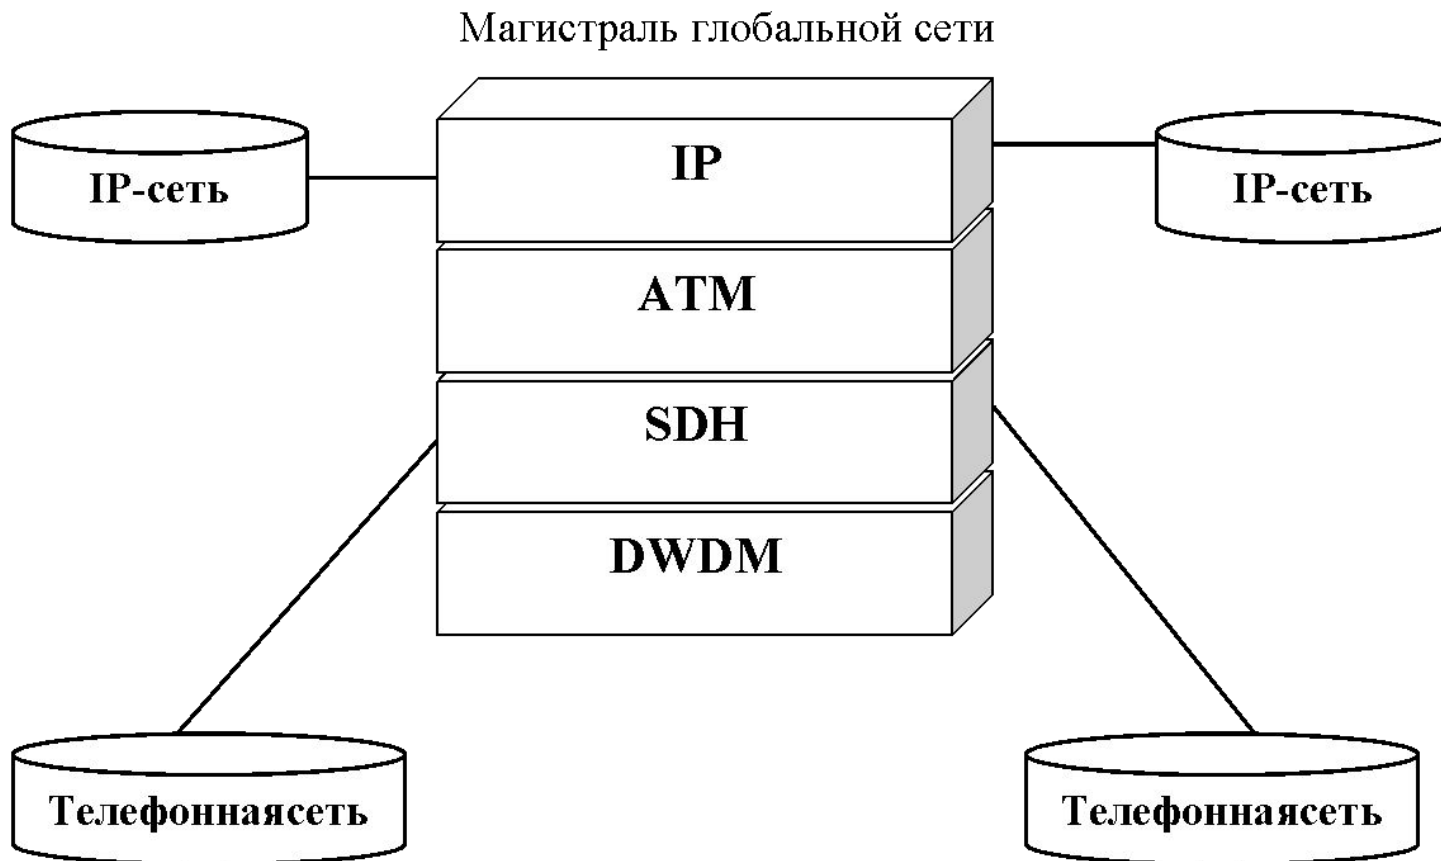 Магистраль глобальной сети
IP
IP-сеть
IP-сеть
ATM
SDH
DWDM
Телефоннаясеть
Телефоннаясеть